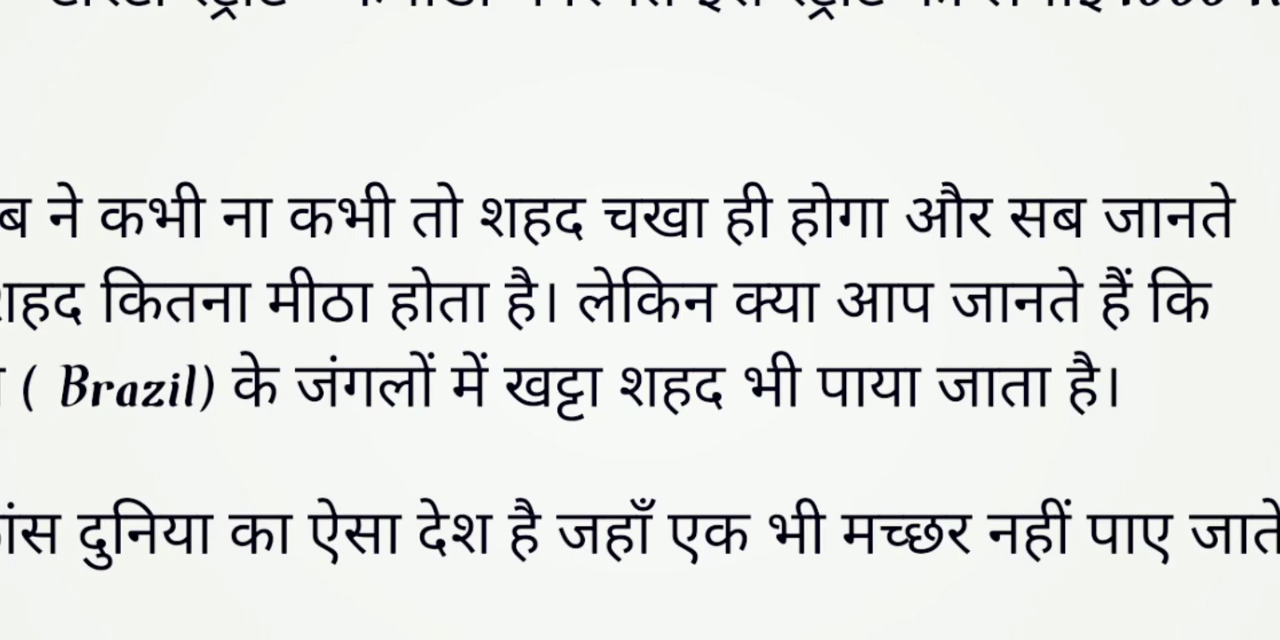 ने कभी ना कभी तो शहद चखा ही होगा और सब जानते
कितना मीठा होता है। लेकिन क्या आप जानते हैं कि
( Brazil) के जंगलों में खट्टा शहद भी पाया जाता है।
दुनिया का ऐसा देश है जहाँ एक भी मच्छर नहीं पाए जाते